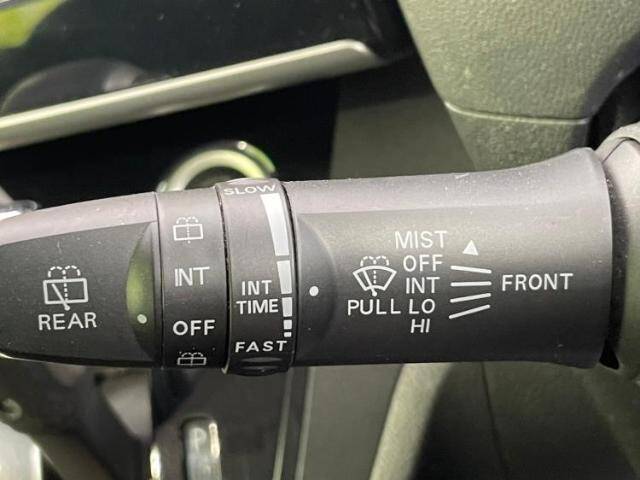 REAR
INT
OFF
SLOW
INT
TIME
FAST
MIST
OFF
INT
PULL LO
HI
FRONT